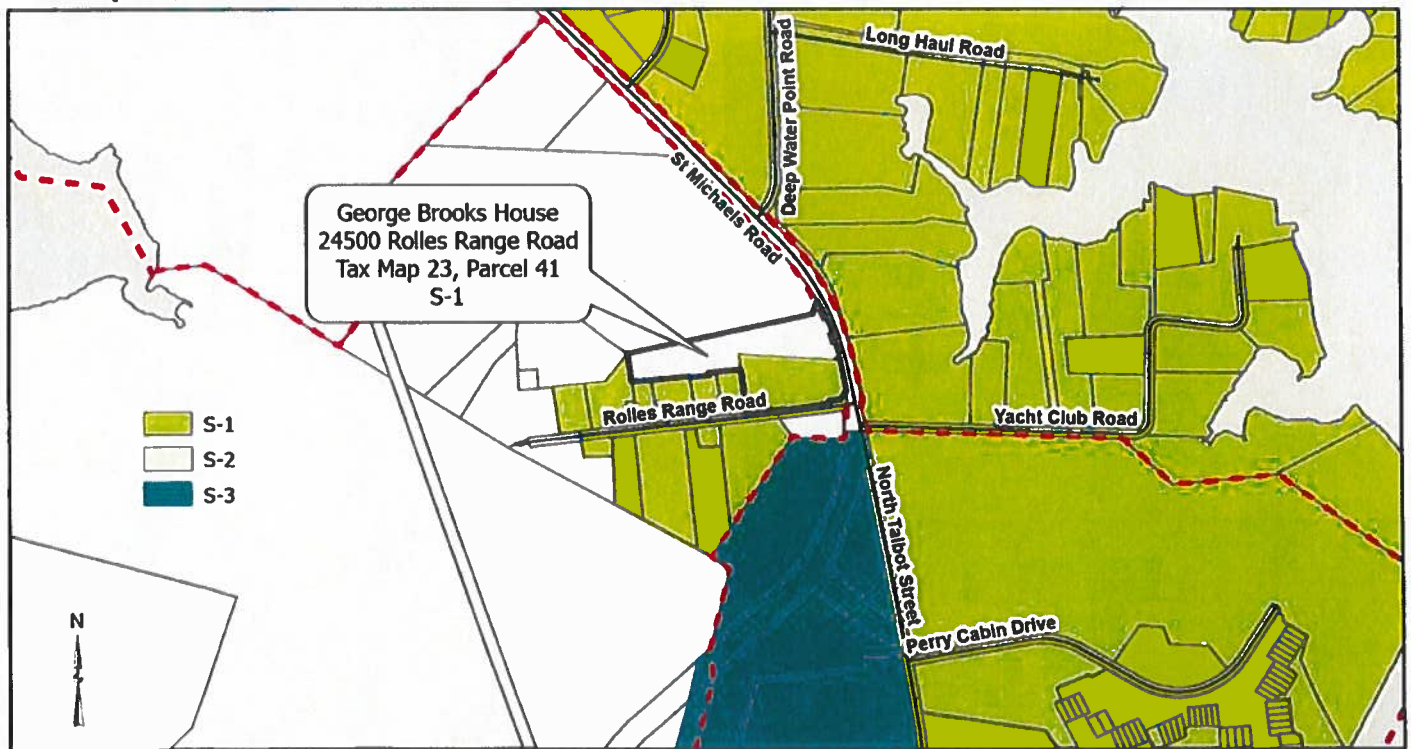 Long Haul Road
Deep Water Point Road
St Michaels Road
George Brooks House
24500 Rolles Range Road
Tax Map 23, Parcel 41
S-1
Rolles Range Road
Yacht Club Road
S-1
S-2
S-3
North Talbot Street
Perry Cabin Drive
N